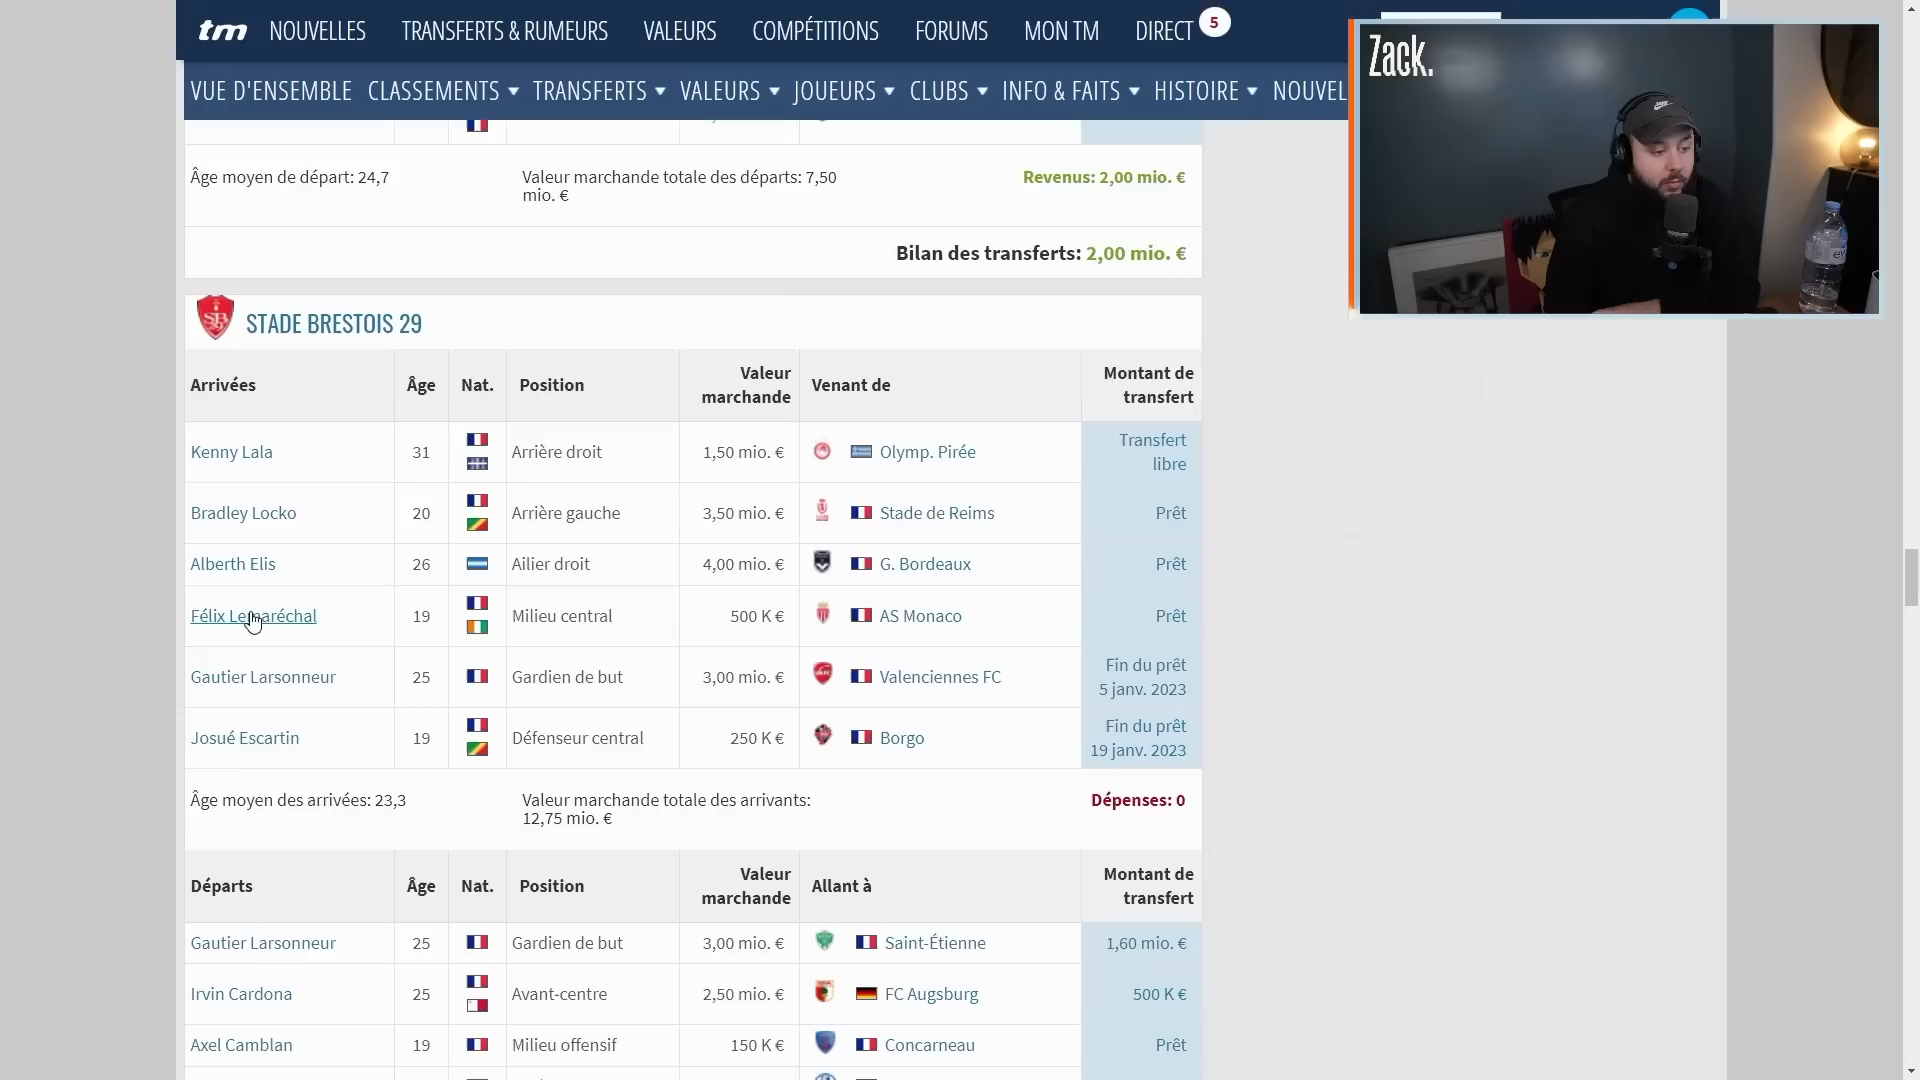 tm NOUVELLES TRANSFERTS & RUMEURS VALEURS COMPÉTITIONS FORUMS MON TM DIRECT 5
VUE D'ENSEMBLE CLASSEMENTS TRANSFERTS VALEURS JOUEURS CLUBS INFO & FAITS HISTOIRE NOUVEL
Zack.
Âge moyen de départ: 24,7 Valeur marchande totale des départs: 7,50 Revenus: 2,00 mio. €
mio. €
Bilan des transferts: 2,00 mio. €
STADE BRESTOIS 29
Arrivées Âge Nat. Position Valeur marchande Venant de Montant de transfert
Kenny Lala 31 Arrière droit 1,50 mio. € Olymp. Pirée Transfert libre
Bradley Locko 20 Arrière gauche 3,50 mio. € Stade de Reims Prêt
Alberth Elis 26 Ailier droit 4,00 mio. € G. Bordeaux Prêt
Félix Lemaréchal 19 Milieu central 500 K € AS Monaco Prêt
Gautier Larsonneur 25 Gardien de but 3,00 mio. € Valenciennes FC Fin du prêt 5 janv. 2023
Josué Escartin 19 Défenseur central 250 K € Borgo Fin du prêt 19 janv. 2023
Âge moyen des arrivées: 23,3 Valeur marchande totale des arrivants: Dépenses: 0
12,75 mio. €
Départs Âge Nat. Position Valeur marchande Allant à Montant de transfert
Gautier Larsonneur 25 Gardien de but 3,00 mio. € Saint-Étienne 1,60 mio. €
Irvin Cardona 25 Avant-centre 2,50 mio. € FC Augsburg 500 K €
Axel Camblan 19 Milieu offensif 150 K € Concarneau Prêt